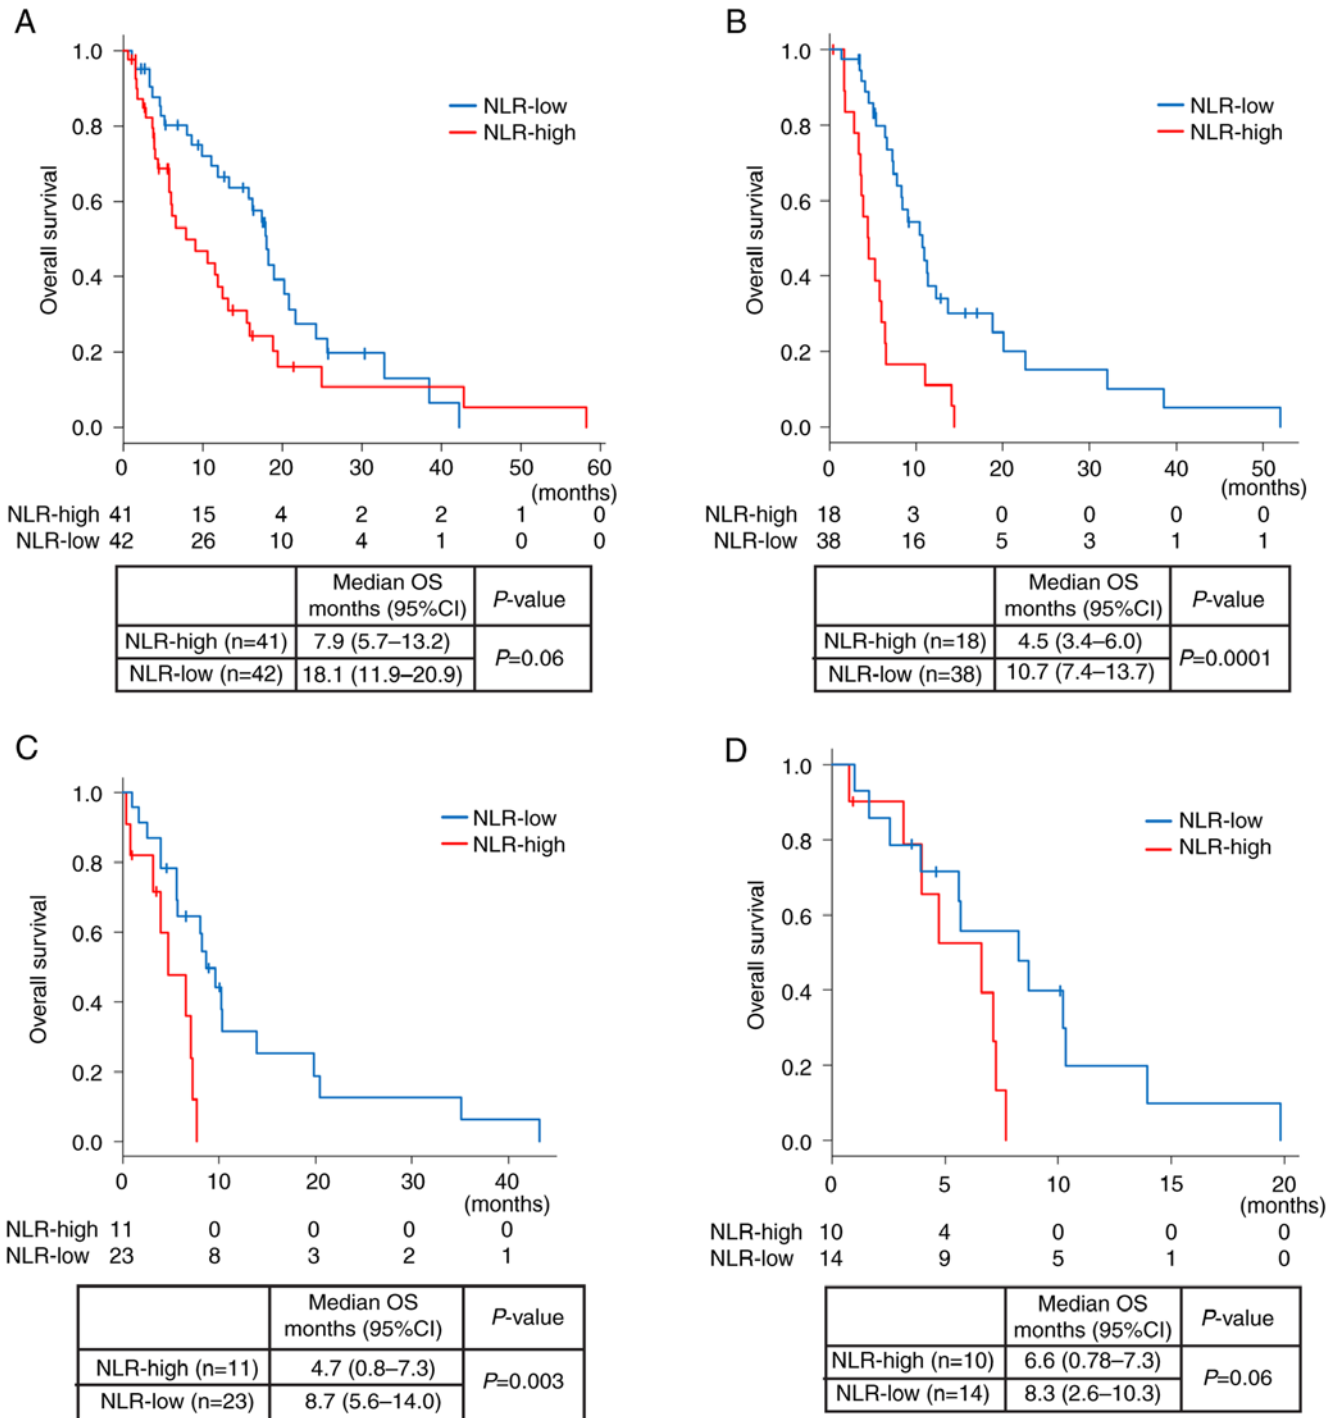 A
1.0
0.8
0.6
0.4
0.2
0.0
Overall survival
NLR-low
NLR-high
0 10 20 30 40 50 60
(months)
NLR-high 41 15 4 2 2 1 0
NLR-low 42 26 10 4 1 0 0
Median OS
months (95%CI)
P-value
NLR-high (n=41) 7.9 (5.7–13.2)
P=0.06
NLR-low (n=42) 18.1 (11.9–20.9)
B
1.0
0.8
0.6
0.4
0.2
0.0
Overall survival
NLR-low
NLR-high
0 10 20 30 40 50
(months)
NLR-high 18 3 0 0 0 0
NLR-low 38 16 5 3 1 1
Median OS
months (95%CI)
P-value
NLR-high (n=18) 4.5 (3.4–6.0)
P=0.0001
NLR-low (n=38) 10.7 (7.4–13.7)
C
1.0
0.8
0.6
0.4
0.2
0.0
Overall survival
NLR-low
NLR-high
0 10 20 30 40
(months)
NLR-high 11 0 0 0 0
NLR-low 23 8 3 2 1
Median OS
months (95%CI)
P-value
NLR-high (n=11) 4.7 (0.8–7.3)
P=0.003
NLR-low (n=23) 8.7 (5.6–14.0)
D
1.0
0.8
0.6
0.4
0.2
0.0
Overall survival
NLR-low
NLR-high
0 5 10 15 20
(months)
NLR-high 10 4 0 0 0
NLR-low 14 9 5 1 0
Median OS
months (95%CI)
P-value
NLR-high (n=10) 6.6 (0.78–7.3)
P=0.06
NLR-low (n=14) 8.3 (2.6–10.3)